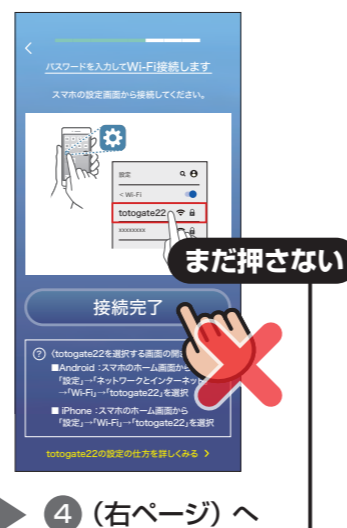 パスワードを入力してWi-Fi接続します
スマホの設定画面から接続してください。
設定
< Wi-Fi
totogate22
xxxxxxxx
まだ押さない
接続完了
? 《totogate22を選択する画面の開
■Android：スマホのホーム画面から
「設定」→「ネットワークとインターネット
→「Wi-Fi」→「totogate22」を選択
■ iPhone：スマホのホーム画面から
「設定」→「Wi-Fi」→「totogate22」を選択
totogate22の設定の仕方を詳しくみる >
4（右ページ）へ